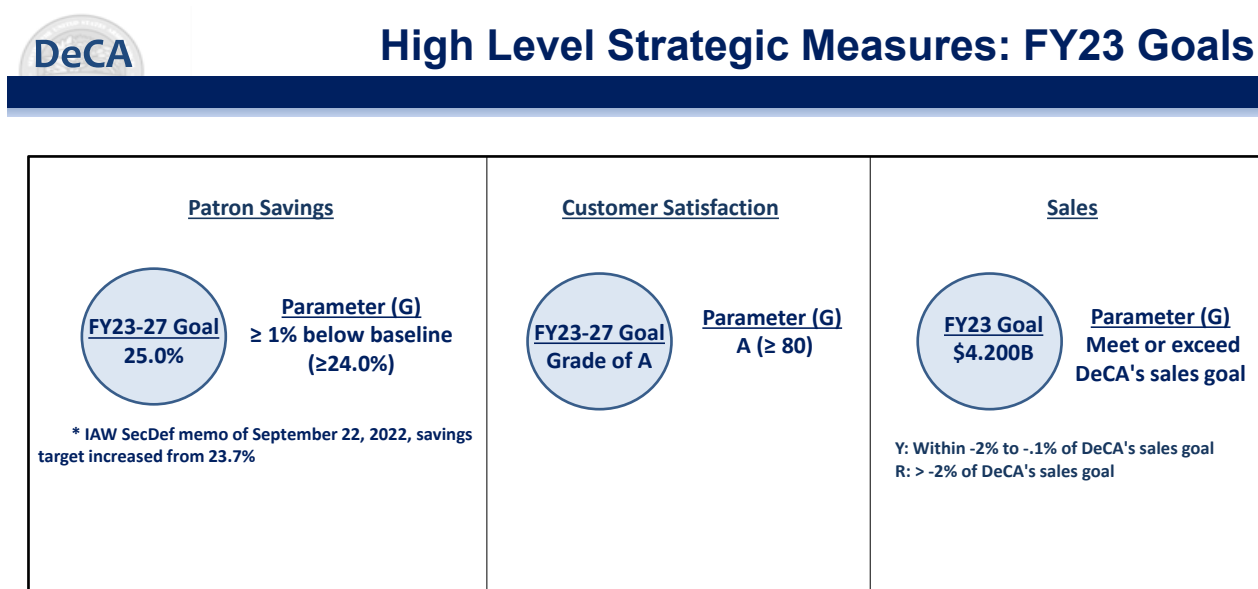 DeCA
High Level Strategic Measures: FY23 Goals
Patron Savings
FY23-27 Goal
25.0%
Parameter (G)
≥ 1% below baseline
(≥24.0%)
* IAW SecDef memo of September 22, 2022, savings
target increased from 23.7%
Customer Satisfaction
FY23-27 Goal
Grade of A
Parameter (G)
A (≥ 80)
Sales
FY23 Goal
$4.200B
Parameter (G)
Meet or exceed
DeCA's sales goal
Y: Within -2% to -.1% of DeCA's sales goal
R: > -2% of DeCA's sales goal